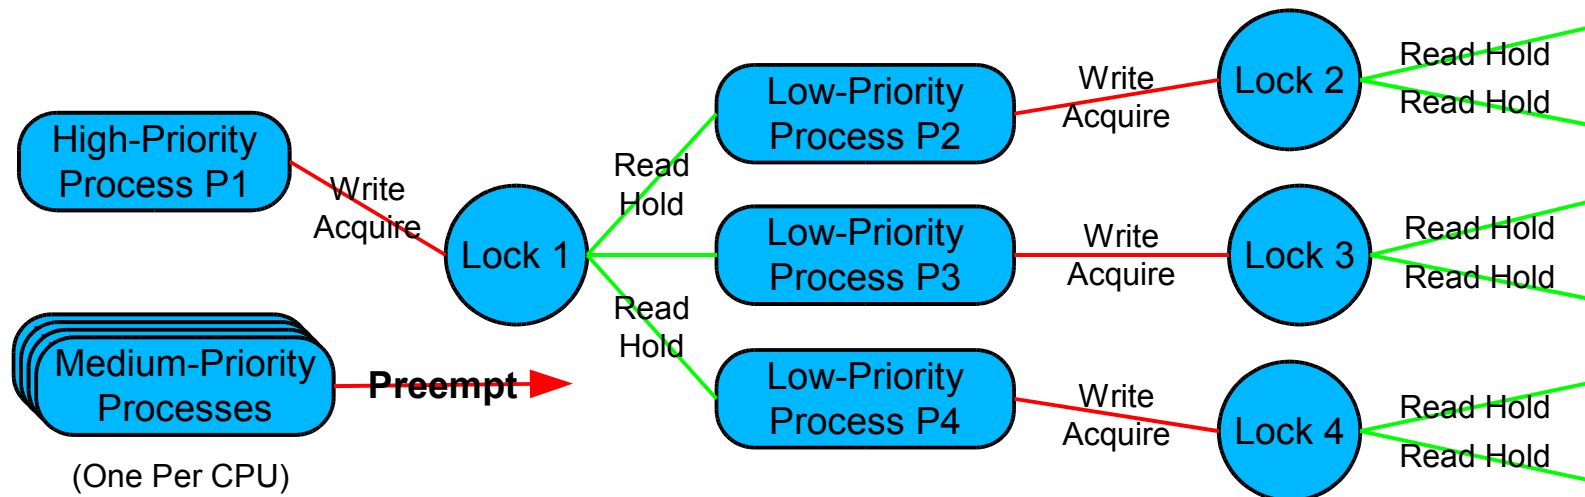 High-Priority
Process P1
Write
Acquire
Lock 1
Read
Hold
Read
Hold
Low-Priority
Process P2
Write
Acquire
Lock 2
Read Hold
Read Hold
Low-Priority
Process P3
Write
Acquire
Lock 3
Read Hold
Read Hold
Low-Priority
Process P4
Write
Acquire
Lock 4
Read Hold
Read Hold
Medium-Priority
Processes
Preempt
(One Per CPU)